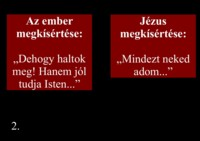 Az ember
megkísértése:
„Dehogy haltok
meg! Hanem jól
tudja Isten...”
Jézus
megkísértése:
„Mindezt neked
adom...”
2.